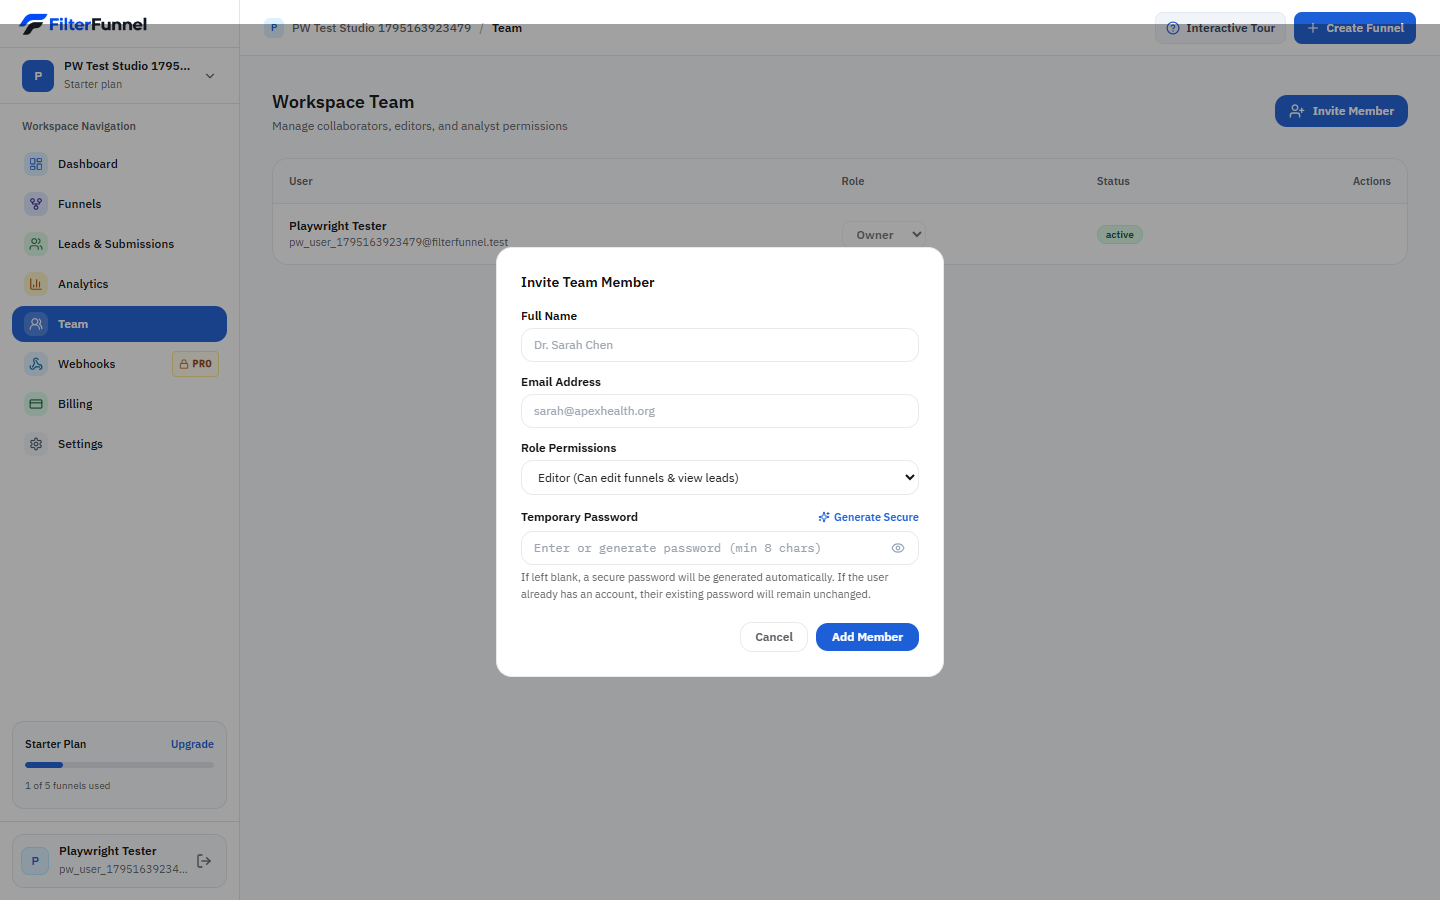 FilterFunnel
PW Test Studio 1795163923479 / Team
Interactive Tour
Create Funnel
P
PW Test Studio 1795...
Starter plan
Workspace Navigation
Dashboard
Funnels
Leads & Submissions
Analytics
Team
Webhooks
PRO
Billing
Settings
Starter Plan
Upgrade
1 of 5 funnels used
P
Playwright Tester
pw_user_17951639234...
P
Workspace Team
Manage collaborators, editors, and analyst permissions
Invite Member
User Role Status Actions
Playwright Tester
pw_user_1795163923479@filterfunnel.test
Owner
active
Invite Team Member
Full Name
Dr. Sarah Chen
Email Address
sarah@apexhealth.org
Role Permissions
Editor (Can edit funnels & view leads)
Temporary Password
Generate Secure
Enter or generate password (min 8 chars)
If left blank, a secure password will be generated automatically. If the user
already has an account, their existing password will remain unchanged.
Cancel
Add Member